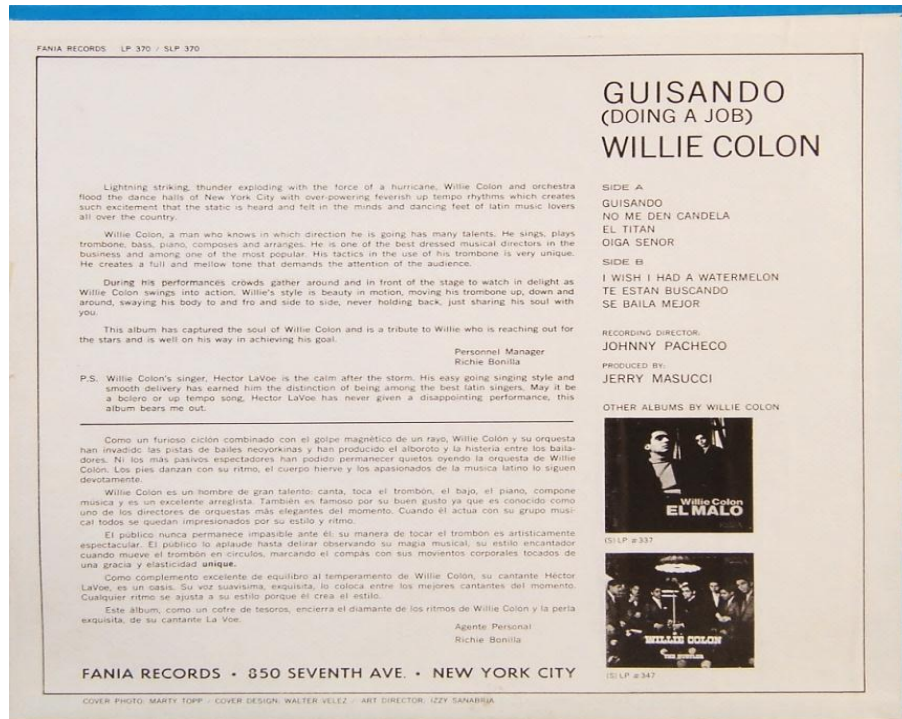 FANIA RECORDS LP 370 / SLP 370
GUISANDO
(DOING A JOB)
WILLIE COLON
Lightning striking, thunder exploding with the force of a hurricane, Willie Colon and orchestra
flood the dance halls of New York City with over-powering feverish up tempo rhythms which creates
such excitement that the static is heard and felt in the minds and dancing feet of latin music lovers
all over the country.
Willie Colon, a man who knows in which direction he is going has many talents. He sings, plays
trombone, bass, piano, composes and arranges. He is one of the best dressed musical directors in the
business and among one of the most popular. His tactics in the use of his trombone is very unique.
He creates a full and mellow tone that demands the attention of the audience.
During his performances crowds gather around and in front of the stage to watch in delight as
Willie Colon swings into action. Willie's style is beauty in motion, moving his trombone up, down and
around, swaying his body to and fro and side to side, never holding back, just sharing his soul with
you.
This album has captured the soul of Willie Colon and is a tribute to Willie who is reaching out for
the stars and is well on his way in achieving his goal.
Personnel Manager
Richie Bonilla
P.S. Willie Colon's singer, Hector LaVoe is the calm after the storm. His easy going singing style and
smooth delivery has earned him the distinction of being among the best latin singers. May it be
a bolero or up tempo song, Hector LaVoe has never given a disappointing performance, this
album bears me out.
Como un furioso ciclón combinado con el golpe magnético de un rayo, Willie Colón y su orquesta
han invadido las pistas de bailes neoyorkinas y han producido el alboroto y la histeria entre los baila-
dores. Ni los más pasivos espectadores han podido permanecer quietos oyendo la orquesta de Willie
Colón. Los pies danzan con su ritmo, el cuerpo hierve y los apasionados de la musica latino lo siguen
devotamente.
Willie Colón es un hombre de gran talento: canta, toca el trombón, el bajo, el piano, compone
música y es un excelente arreglista. También es famoso por su buen gusto ya que es conocido como
uno de los directores de orquestas más elegantes del momento. Cuando él actua con su grupo musi-
cal todos se quedan impresionados por su estilo y ritmo.
El público nunca permanece impasible ante él; su manera de tocar el trombón es artísticamente
espectacular. El público lo aplaude hasta delirar observando su magia musical, su estilo encantador
cuando mueve el trombón en círculos, marcando el compás con sus movientos corporales tocados de
una gracia y elasticidad unique.
Como complemento excelente de equilibro al temperamento de Willie Colón, su cantante Héctor
LaVoe, es un oasis. Su voz suavisima, exquisita, lo coloca entre los mejores cantantes del momento.
Cualquier ritmo se ajusta a su estilo porque él crea el estilo.
Este álbum, como un cofre de tesoros, encierra el diamante de los ritmos de Willie Colón y la perla
exquisita, de su cantante La Voe.
Agente Personal
Richie Bonilla
SIDE A
GUISANDO
NO ME DEN CANDELA
EL TITAN
OIGA SENOR
SIDE B
I WISH I HAD A WATERMELON
TE ESTAN BUSCANDO
SE BAILA MEJOR
RECORDING DIRECTOR:
JOHNNY PACHECO
PRODUCED BY:
JERRY MASUCCI
OTHER ALBUMS BY WILLIE COLON
Willie Colon
EL MALO
(S) LP #337
WILLIE COLON
THE HUSTLER
(S) LP #347
FANIA RECORDS • 850 SEVENTH AVE. • NEW YORK CITY
COVER PHOTO: MARTY TOPP / COVER DESIGN: WALTER VELEZ / ART DIRECTOR: IZZY SANABRIA